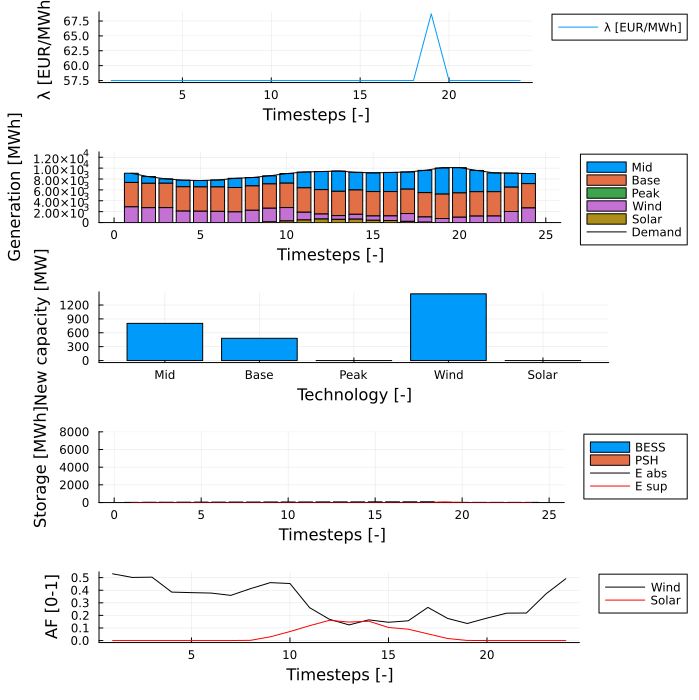 λ [EUR/MWh]
67.5
65.0
62.5
60.0
57.5
5
10
15
20
Timesteps [-]
λ [EUR/MWh]
Generation [MWh]
1.20×10⁴
1.00×10⁴
8.00×10³
6.00×10³
4.00×10³
2.00×10³
0
0
5
10
15
20
25
Timesteps [-]
Mid
Base
Peak
Wind
Solar
Demand
New capacity [MW]
1200
900
600
300
0
Mid
Base
Peak
Wind
Solar
Technology [-]
Storage [MWh]
8000
6000
4000
2000
0
0
5
10
15
20
25
Timesteps [-]
BESS
PSH
E abs
E sup
AF [0-1]
0.5
0.4
0.3
0.2
0.1
0.0
5
10
15
20
Timesteps [-]
Wind
Solar